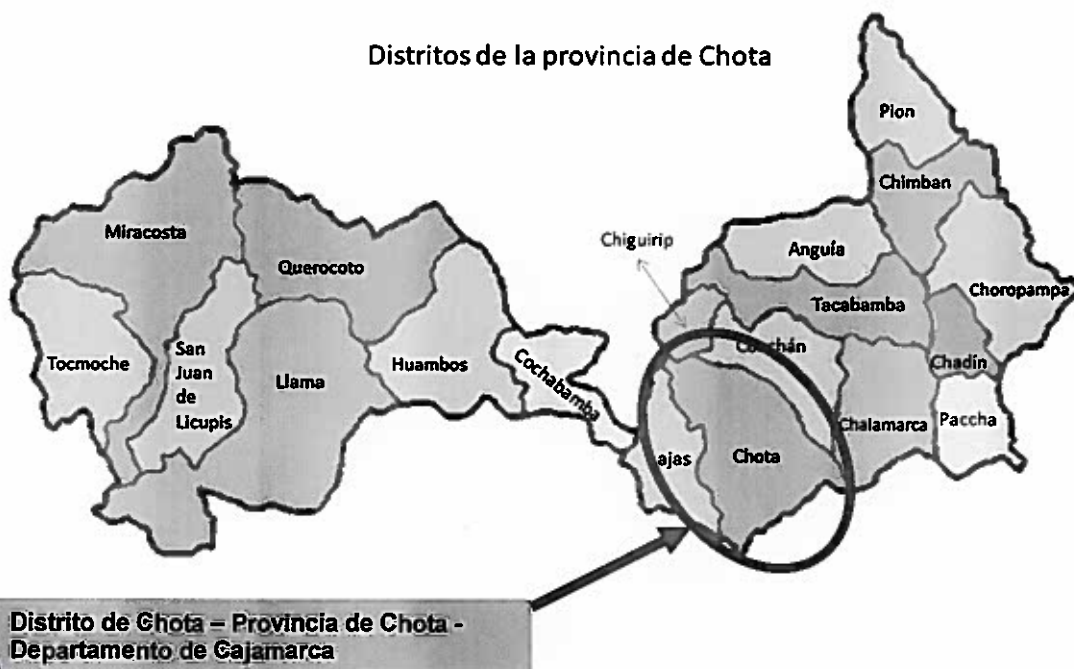 Distritos de la provincia de Chota
Pion
Chimban
Miracosta
Chiguirip
Anguía
Querocoto
Choropampa
Tacabamba
Tocmoche
San
Juan
de
Licupis
Llama
Huambos
Cochabamba
Chadín
Chalamarca
Paccha
ajas
Chota
Distrito de Chota – Provincia de Chota -
Departamento de Cajamarca